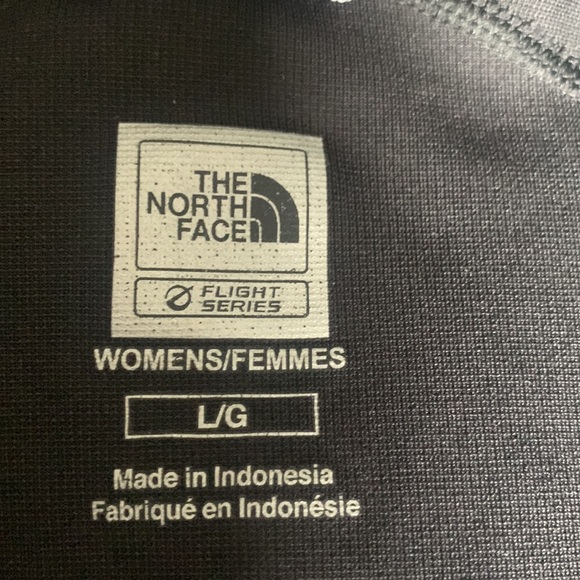 THE
NORTH
FACE
FLIGHT
SERIES
WOMENS/FEMMES
L/G
Made in Indonesia
Fabriqué en Indonésie